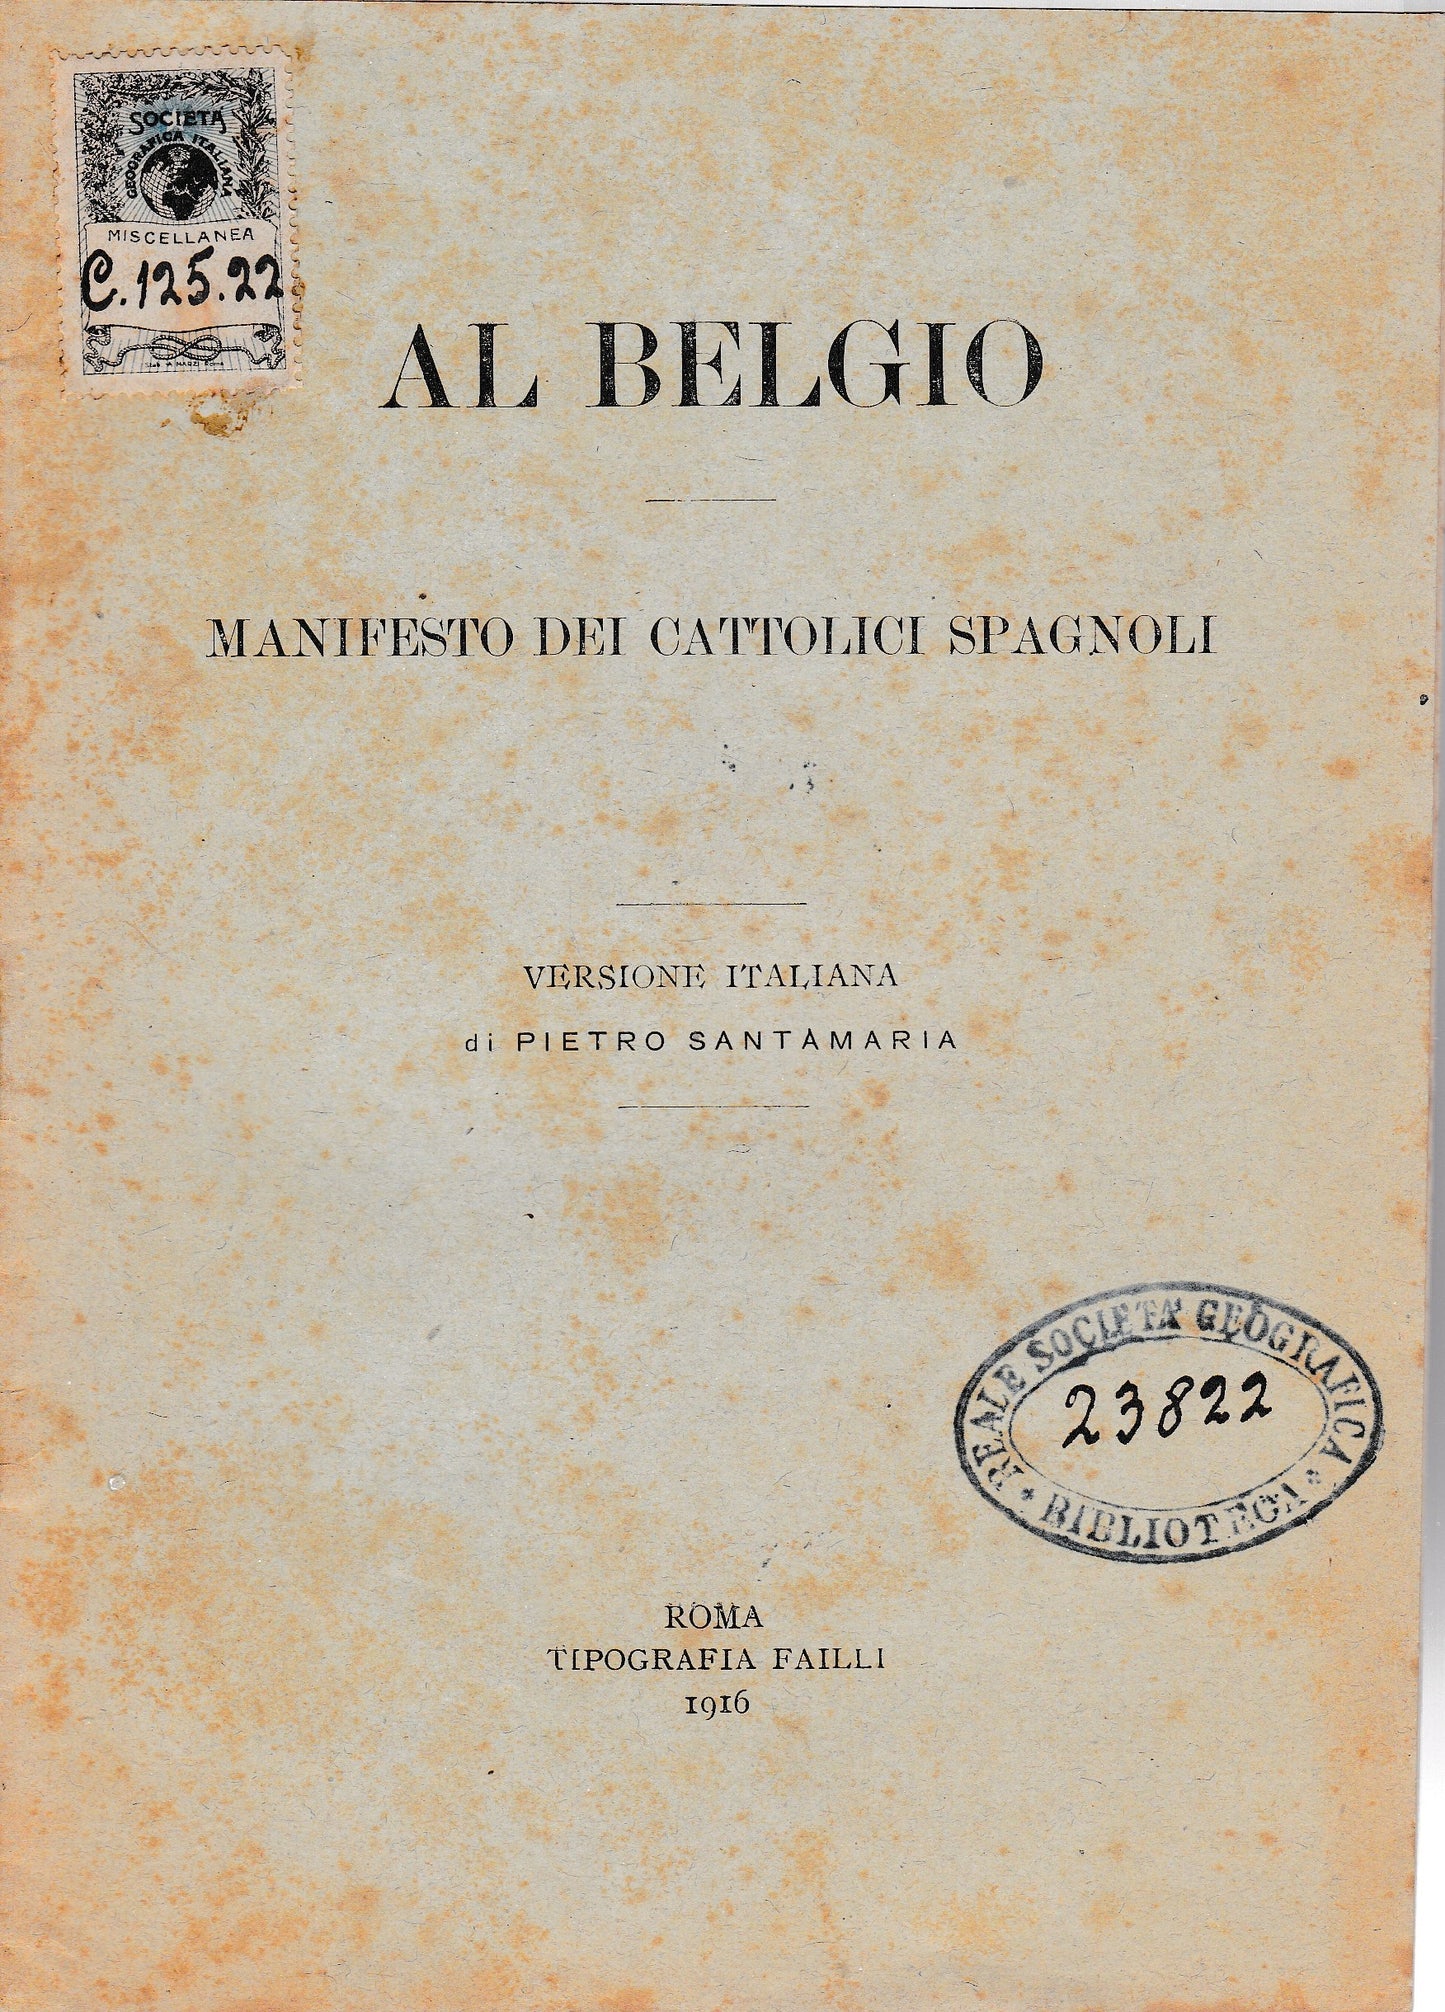 SOCIETÀ
GEOGRAFICA ITALIANA
MISCELLANEA
C. 125.22
AL BELGIO
MANIFESTO DEI CATTOLICI SPAGNOLI
VERSIONE ITALIANA
di PIETRO SANTAMARIA
REALE SOCIETÀ GEOGRAFICA
23822
* BIBLIOTECA *
ROMA
TIPOGRAFIA FAILLI
1916